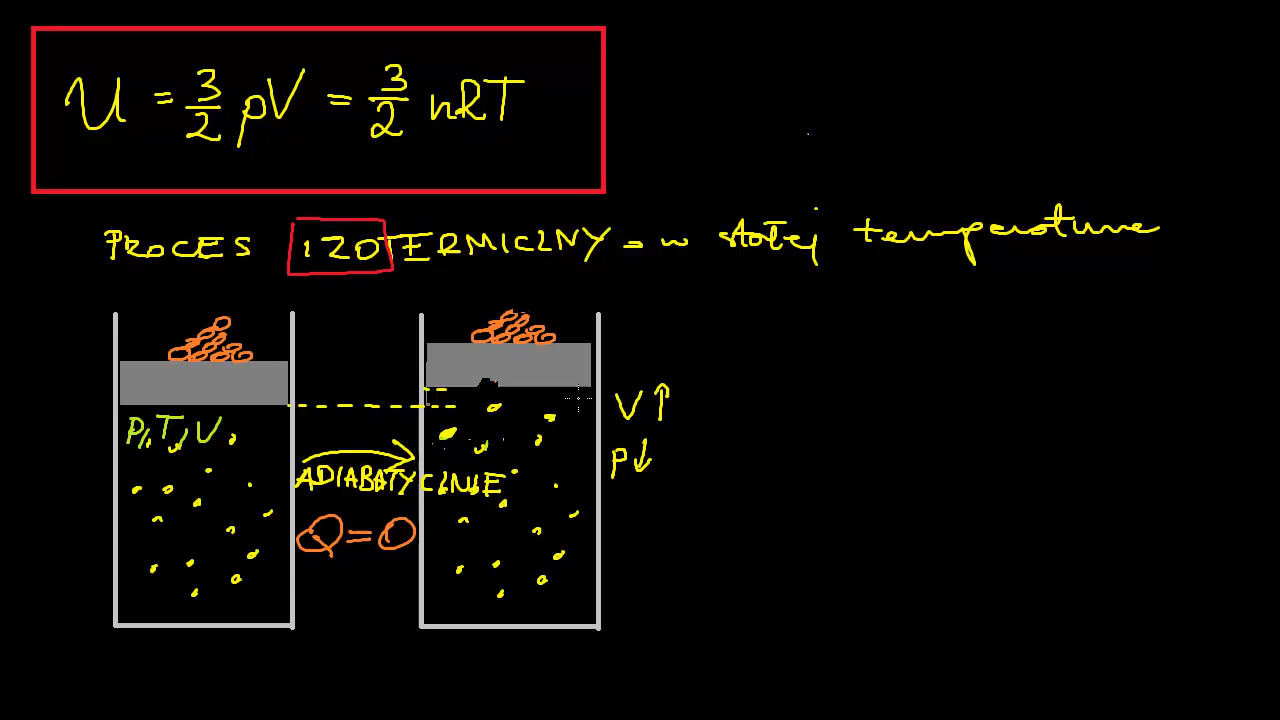 U = 3/2 pV = 3/2 nRT
PROCES IZOTERMICZNY = w stałej temperaturze
P, T, V
V↑
P↓
ADIABATYCZNIE
Q = 0